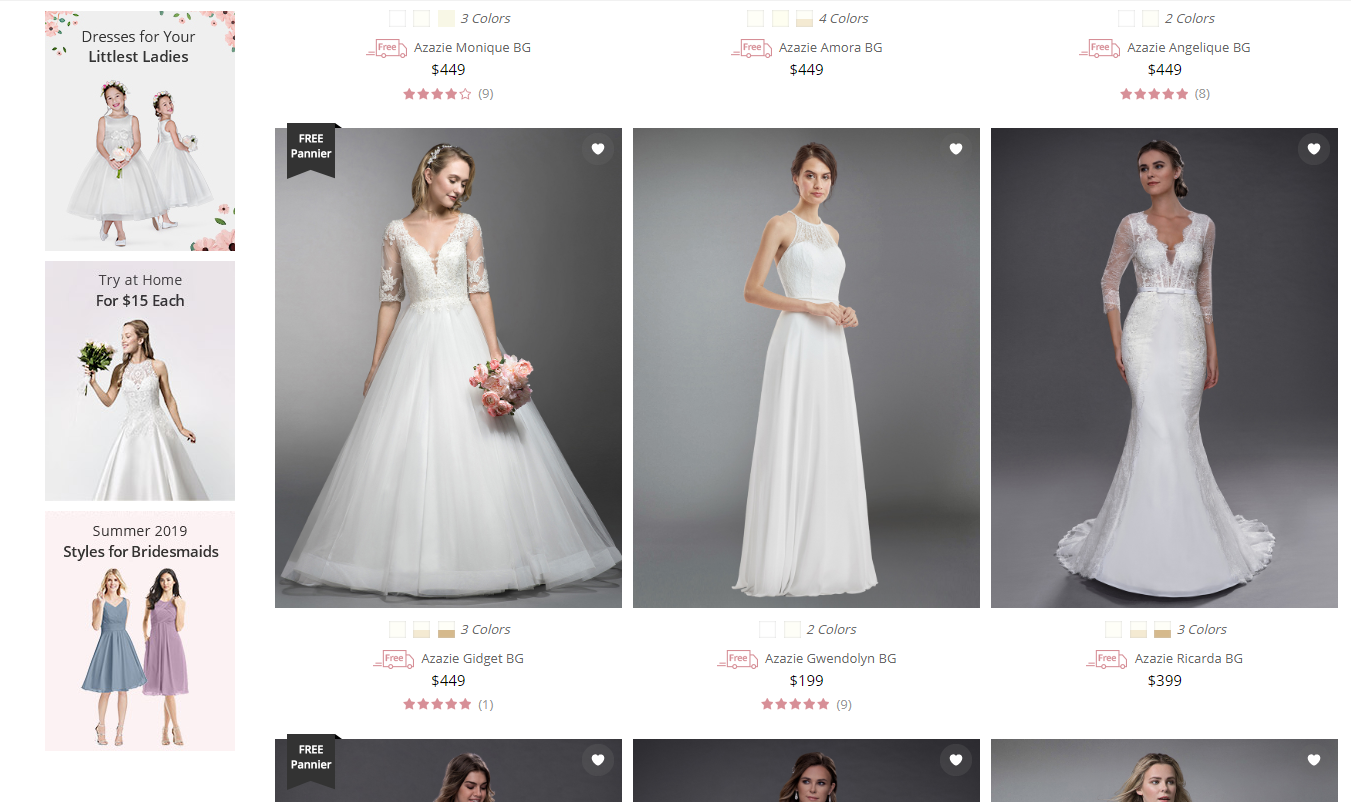 Dresses for Your
Littlest Ladies
Try at Home
For $15 Each
Summer 2019
Styles for Bridesmaids
3 Colors
Free
Azazie Monique BG
$449
(9)
4 Colors
Free
Azazie Amora BG
$449
2 Colors
Free
Azazie Angelique BG
$449
(8)
FREE
Pannier
3 Colors
Free
Azazie Gidget BG
$449
(1)
2 Colors
Free
Azazie Gwendolyn BG
$199
(9)
3 Colors
Free
Azazie Ricarda BG
$399
FREE
Pannier